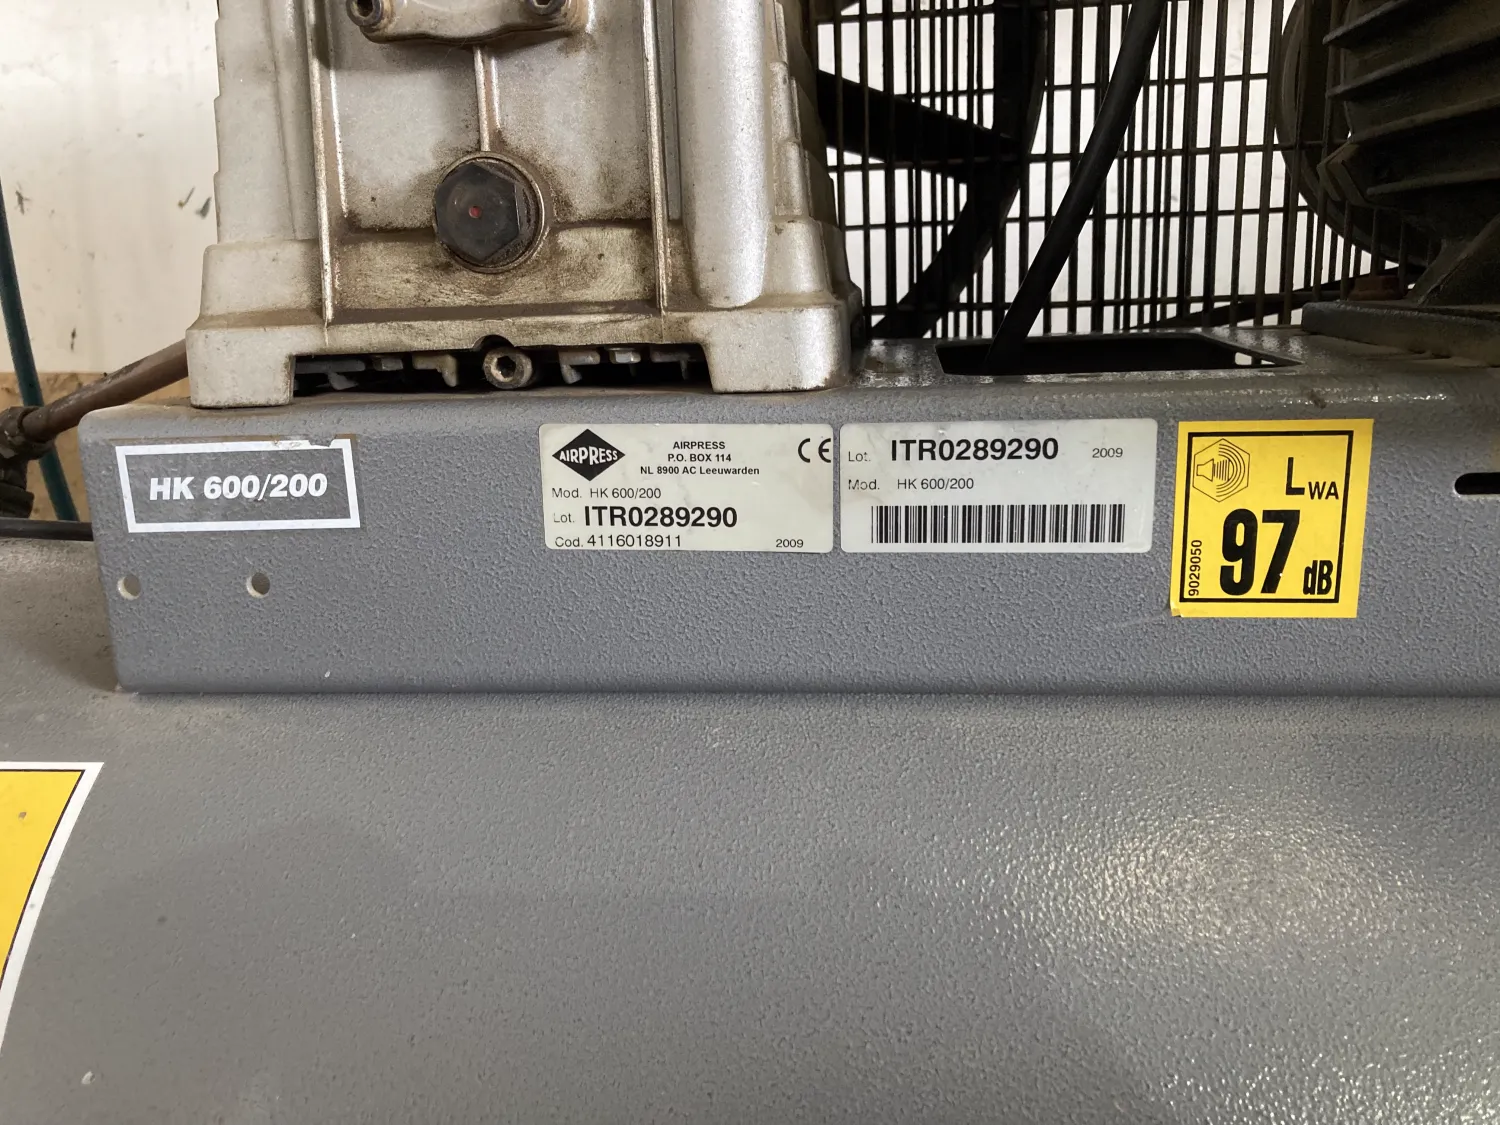 HK 600/200
AIRPRESS
AIRPRESS
P.O. BOX 114
NL 8900 AC Leeuwarden
CE
Mod. HK 600/200
Lot. ITR0289290
Cod. 4116018911 2009
Lot. ITR0289290 2009
Mod. HK 600/200
LWA
97 dB
9029050